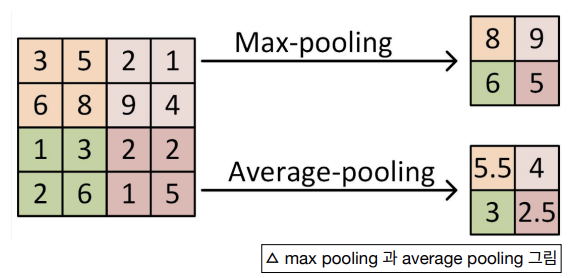 3 5 2 1
6 8 9 4
1 3 2 2
2 6 1 5
Max-pooling
8 9
6 5
Average-pooling
5.5 4
3 2.5
△ max pooling 과 average pooling 그림